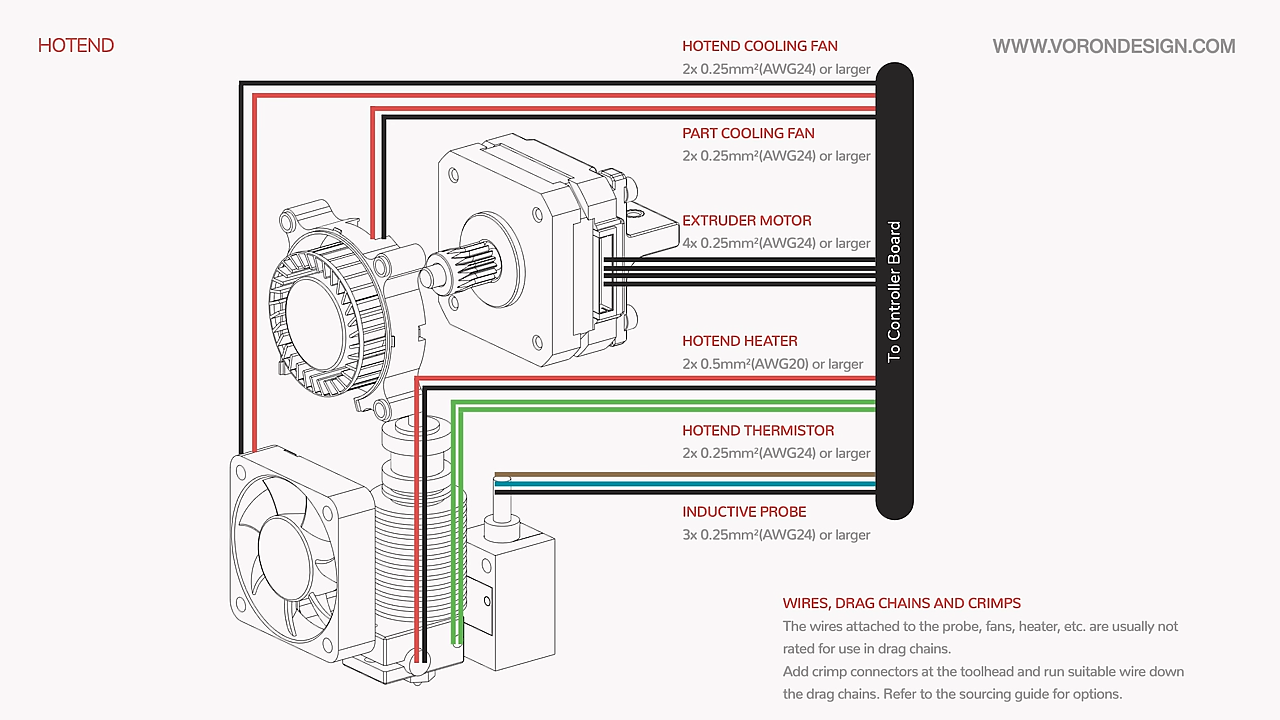 HOTEND
WWW.VORONDESIGN.COM
HOTEND COOLING FAN
2x 0.25mm²(AWG24) or larger
PART COOLING FAN
2x 0.25mm²(AWG24) or larger
EXTRUDER MOTOR
4x 0.25mm²(AWG24) or larger
To Controller Board
HOTEND HEATER
2x 0.5mm²(AWG20) or larger
HOTEND THERMISTOR
2x 0.25mm²(AWG24) or larger
INDUCTIVE PROBE
3x 0.25mm²(AWG24) or larger
WIRES, DRAG CHAINS AND CRIMPS
The wires attached to the probe, fans, heater, etc. are usually not
rated for use in drag chains.
Add crimp connectors at the toolhead and run suitable wire down
the drag chains. Refer to the sourcing guide for options.